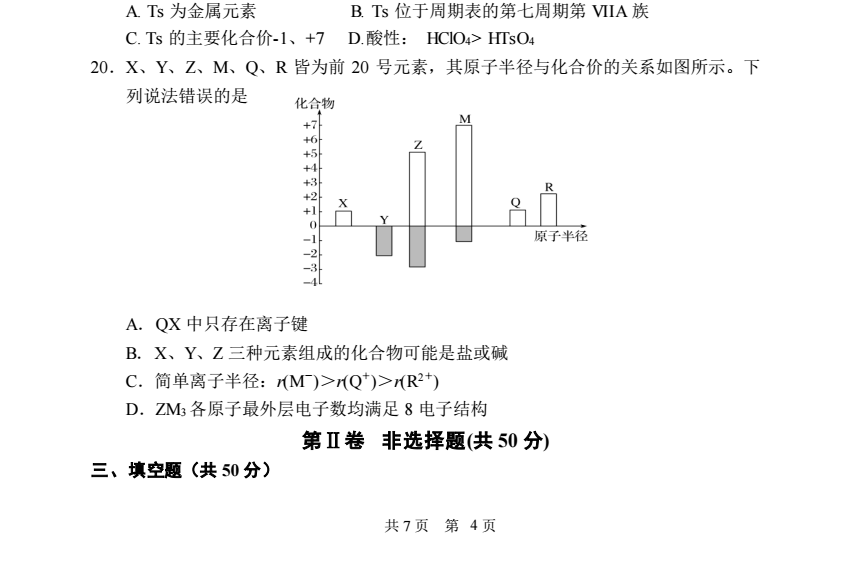 A. Ts 为金属元素 B. Ts 位于周期表的第七周期第 VIIA 族
C. Ts 的主要化合价-1、+7 D.酸性： HClO₄> HTsO₄
20．X、Y、Z、M、Q、R 皆为前 20 号元素，其原子半径与化合价的关系如图所示。下
列说法错误的是
化合物
+7
+6
+5
+4
+3
+2
+1
0
−1
−2
−3
−4
X
Y
Z
M
Q
R
原子半径
A．QX 中只存在离子键
B．X、Y、Z 三种元素组成的化合物可能是盐或碱
C．简单离子半径：r(M⁻)＞r(Q⁺)＞r(R²⁺)
D．ZM₃ 各原子最外层电子数均满足 8 电子结构
第Ⅱ卷 非选择题(共 50 分)
三、填空题（共 50 分）
共 7 页 第 4 页